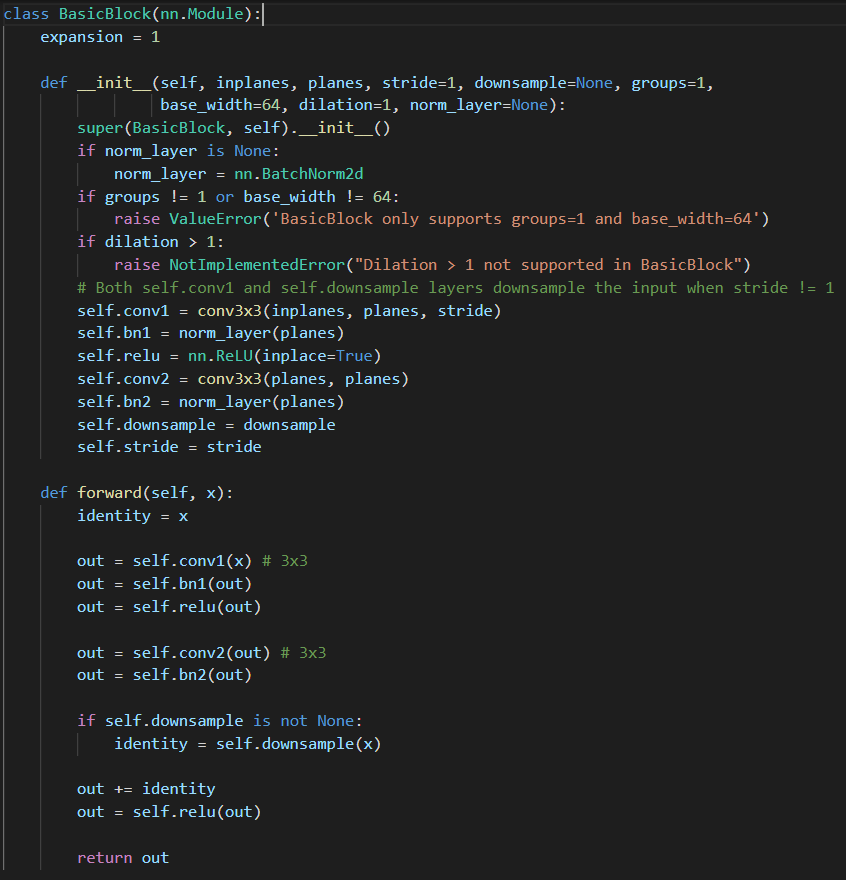 class BasicBlock(nn.Module):
    expansion = 1

    def __init__(self, inplanes, planes, stride=1, downsample=None, groups=1,
                 base_width=64, dilation=1, norm_layer=None):
        super(BasicBlock, self).__init__()
        if norm_layer is None:
            norm_layer = nn.BatchNorm2d
        if groups != 1 or base_width != 64:
            raise ValueError('BasicBlock only supports groups=1 and base_width=64')
        if dilation > 1:
            raise NotImplementedError("Dilation > 1 not supported in BasicBlock")
        # Both self.conv1 and self.downsample layers downsample the input when stride != 1
        self.conv1 = conv3x3(inplanes, planes, stride)
        self.bn1 = norm_layer(planes)
        self.relu = nn.ReLU(inplace=True)
        self.conv2 = conv3x3(planes, planes)
        self.bn2 = norm_layer(planes)
        self.downsample = downsample
        self.stride = stride

    def forward(self, x):
        identity = x

        out = self.conv1(x) # 3x3
        out = self.bn1(out)
        out = self.relu(out)

        out = self.conv2(out) # 3x3
        out = self.bn2(out)

        if self.downsample is not None:
            identity = self.downsample(x)

        out += identity
        out = self.relu(out)

        return out